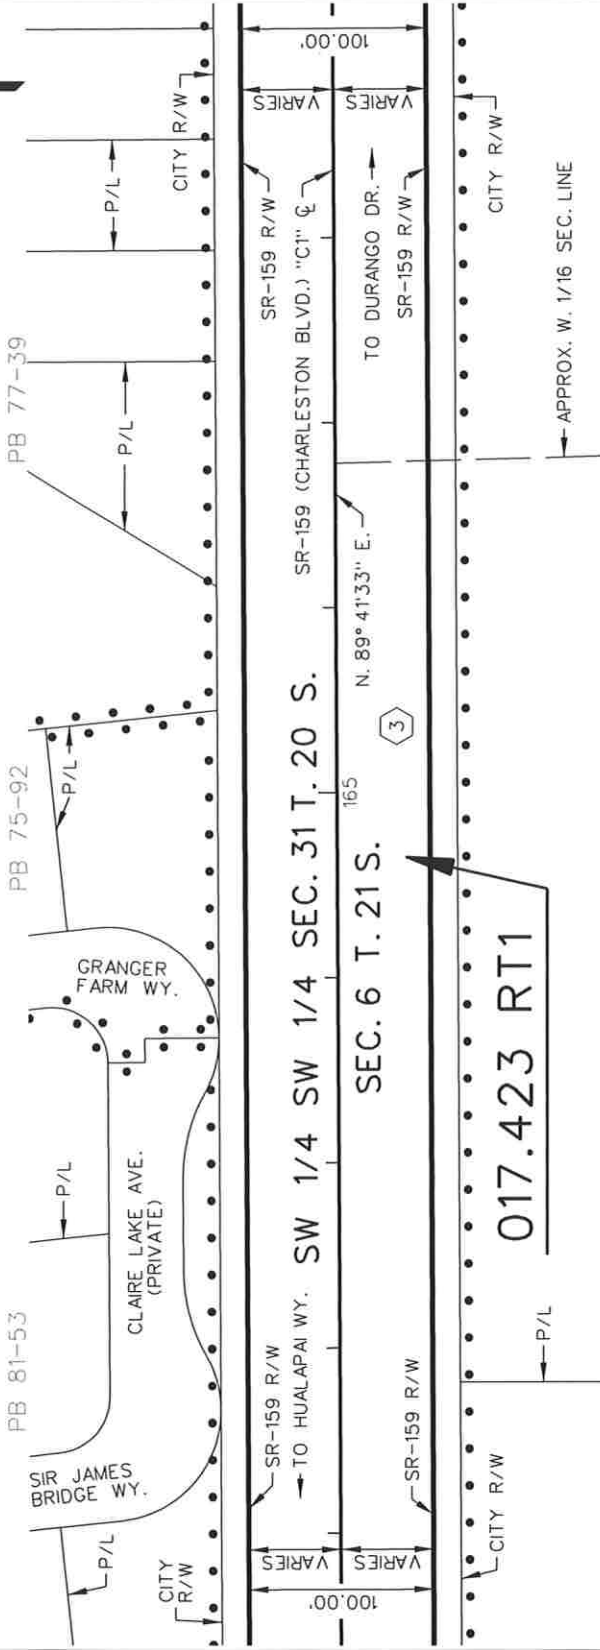 PB 81-53
PB 75-92
PB 77-39
P/L
P/L
P/L
P/L
P/L
SIR JAMES
BRIDGE WY.
CLAIRE LAKE AVE.
(PRIVATE)
GRANGER
FARM WY.
CITY
R/W
CITY R/W
100.00'
VARIES
VARIES
SR-159 R/W
TO HUALAPAI WY.
SR-159 R/W
SW 1/4 SW 1/4 SEC. 31 T. 20 S.
SEC. 6 T. 21 S.
165
3
N. 89° 41'33" E.
SR-159 (CHARLESTON BLVD.) "C1" ℄
SR-159 R/W
TO DURANGO DR.
SR-159 R/W
VARIES
VARIES
100.00'
CITY R/W
P/L
017.423 RT1
APPROX. W. 1/16 SEC. LINE
CITY R/W